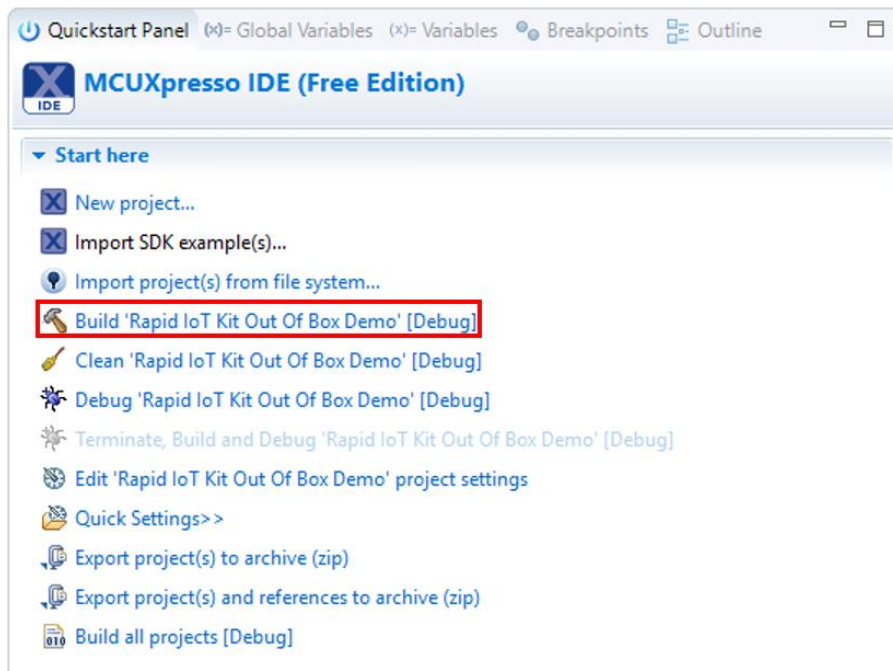 Quickstart Panel (x)= Global Variables (x)= Variables Breakpoints Outline
MCUXpresso IDE (Free Edition)
IDE
Start here
New project...
Import SDK example(s)...
Import project(s) from file system...
Build 'Rapid IoT Kit Out Of Box Demo' [Debug]
Clean 'Rapid IoT Kit Out Of Box Demo' [Debug]
Debug 'Rapid IoT Kit Out Of Box Demo' [Debug]
Terminate, Build and Debug 'Rapid IoT Kit Out Of Box Demo' [Debug]
Edit 'Rapid IoT Kit Out Of Box Demo' project settings
Quick Settings>>
Export project(s) to archive (zip)
Export project(s) and references to archive (zip)
010 Build all projects [Debug]